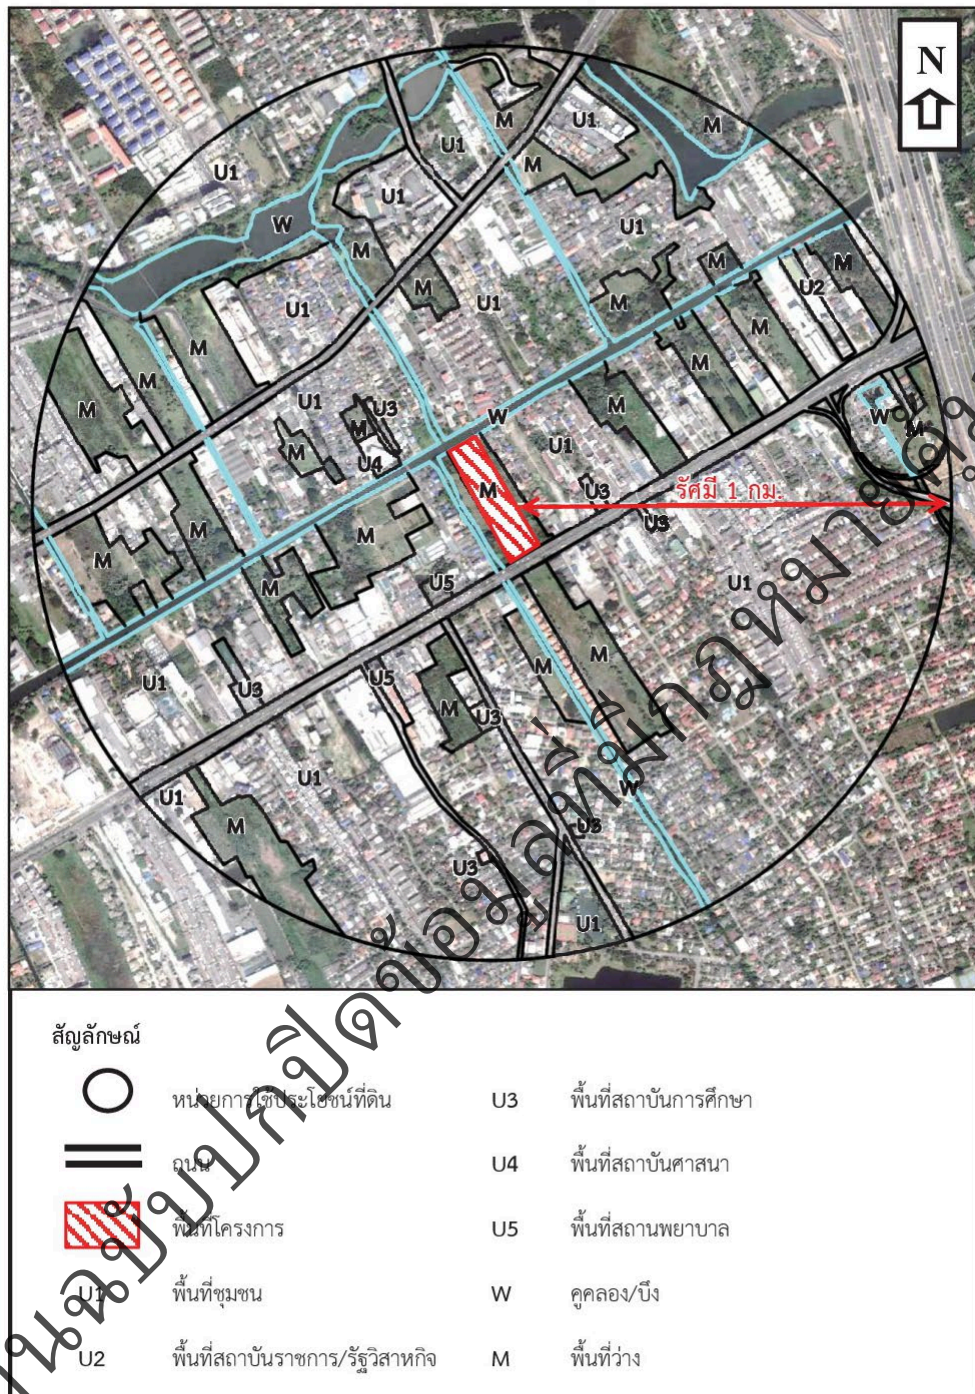 N
M
U1
M
U1
M
U1
U1
U1
W
M
U1
M
U2
M
M
U1
M
U1
M
M
M
M
M
U1
M
U3
M
W
U1
W
M
M
U4
M
U3
รัศมี 1 กม.
U3
M
M
M
M
U5
U1
M
M
U1
U3
U5
M
U3
U1
W
U1
M
U3
U3
U1
สัญลักษณ์
หน่วยการใช้ประโยชน์ที่ดิน U3 พื้นที่สถาบันการศึกษา
ถนน U4 พื้นที่สถาบันศาสนา
พื้นที่โครงการ U5 พื้นที่สถานพยาบาล
U1 พื้นที่ชุมชน W คูคลอง/บึง
U2 พื้นที่สถาบันราชการ/รัฐวิสาหกิจ M พื้นที่ว่าง